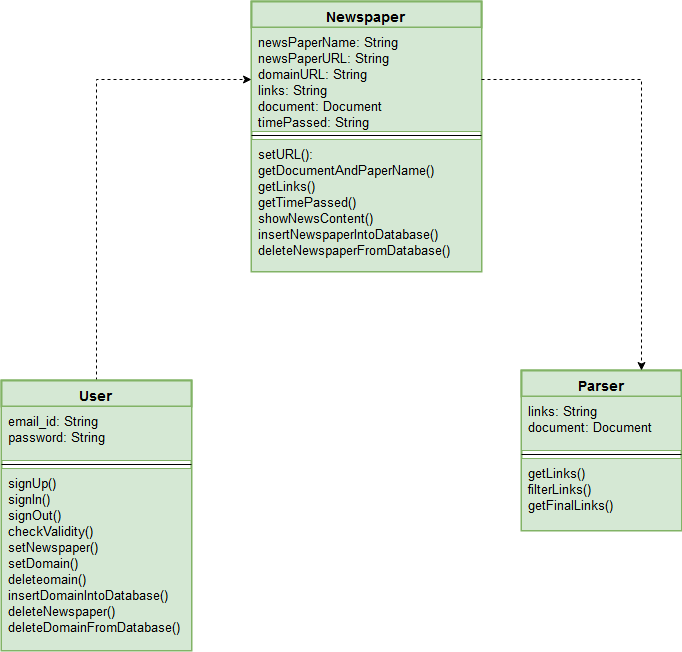 Newspaper
newsPaperName: String
newsPaperURL: String
domainURL: String
links: String
document: Document
timePassed: String
setURL():
getDocumentAndPaperName()
getLinks()
getTimePassed()
showNewsContent()
insertNewspaperIntoDatabase()
deleteNewspaperFromDatabase()
User
email_id: String
password: String
signUp()
signIn()
signOut()
checkValidity()
setNewspaper()
setDomain()
deleteomain()
insertDomainIntoDatabase()
deleteNewspaper()
deleteDomainFromDatabase()
Parser
links: String
document: Document
getLinks()
filterLinks()
getFinalLinks()